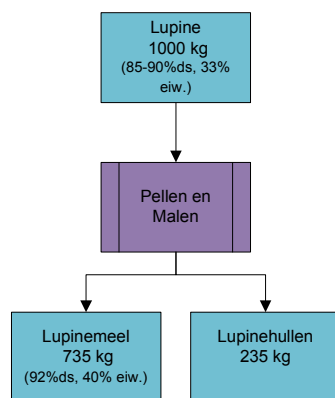 Lupine
1000 kg
(85-90%ds, 33%
eiw.)
Pellen en
Malen
Lupinemeel
735 kg
(92%ds, 40% eiw.)
Lupinehullen
235 kg